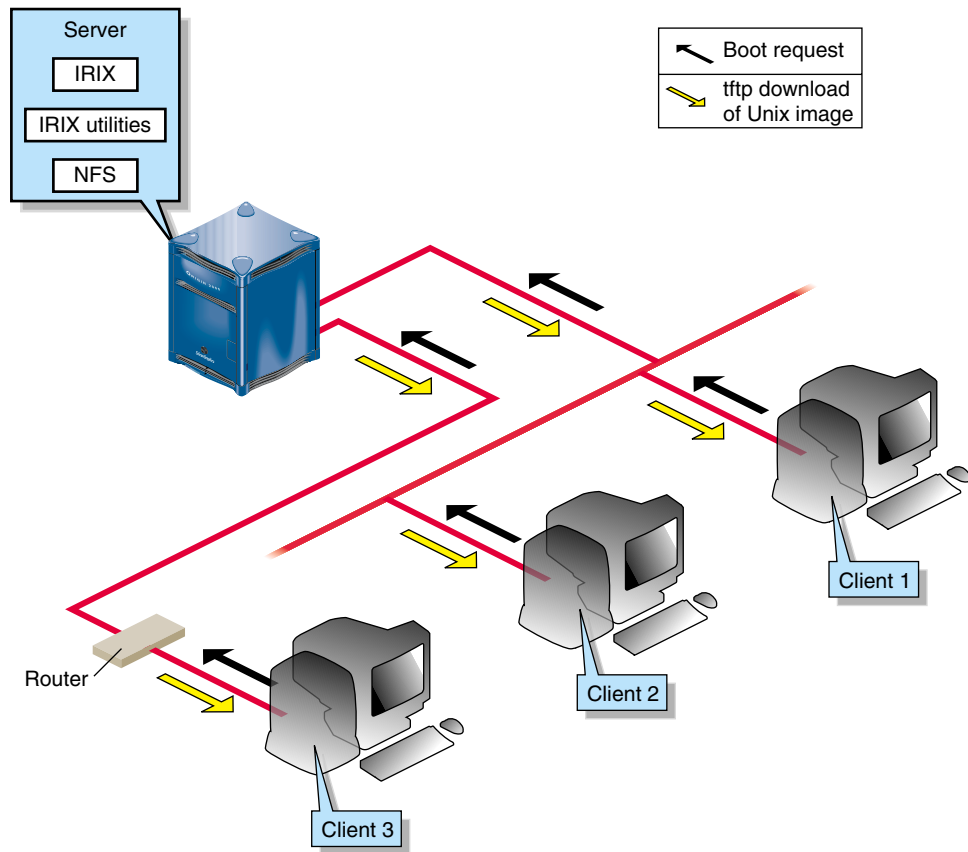 Server
IRIX
IRIX utilities
NFS
Boot request
tftp download
of Unix image
Client 1
Client 2
Router
Client 3